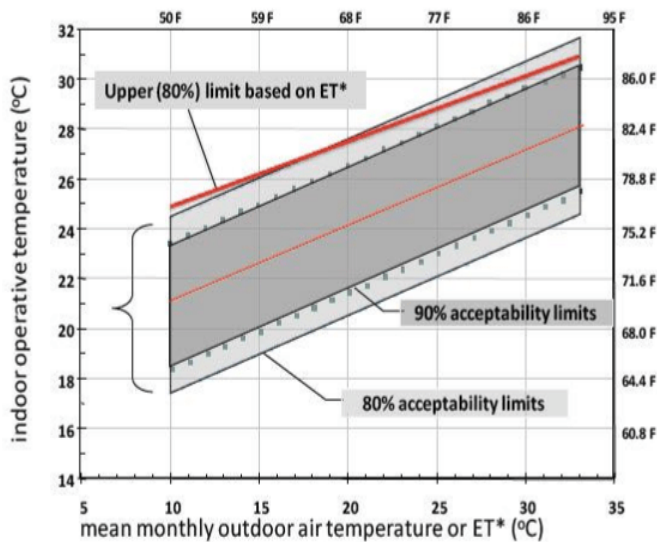 50 F 59 F 68 F 77 F 86 F 95 F
32
30
28
26
24
22
20
18
16
14
indoor operative temperature (ºC)
Upper (80%) limit based on ET*
90% acceptability limits
80% acceptability limits
86.0 F
82.4 F
78.8 F
75.2 F
71.6 F
68.0 F
64.4 F
60.8 F
5 10 15 20 25 30 35
mean monthly outdoor air temperature or ET* (ºC)